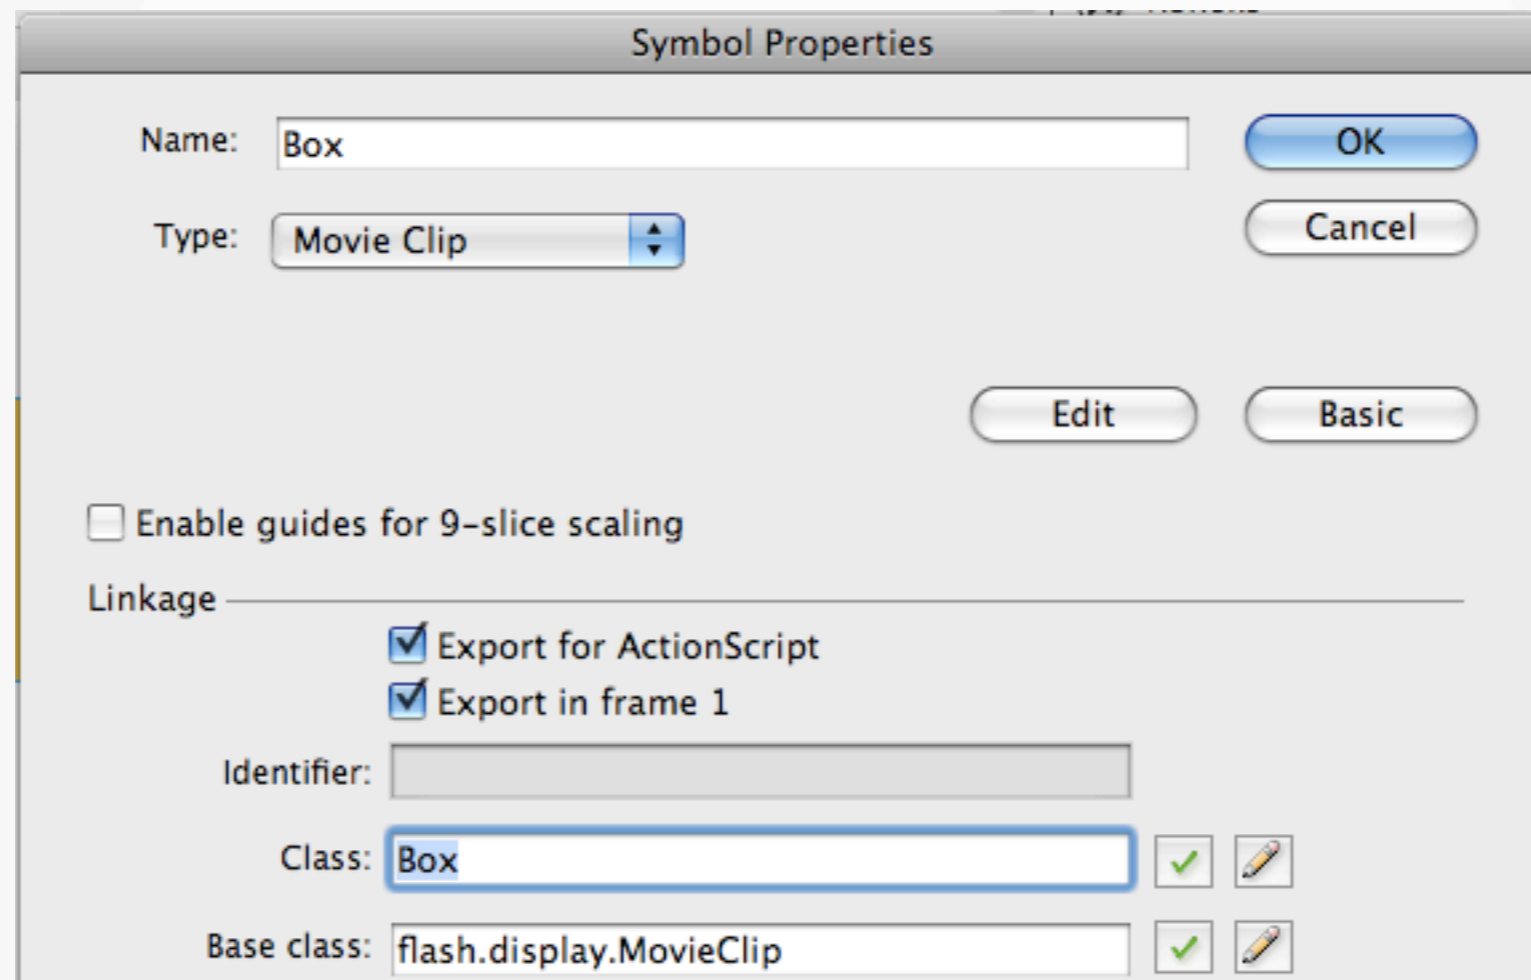 Symbol Properties
Name: Box
OK
Type: Movie Clip
Cancel
Edit
Basic
Enable guides for 9-slice scaling
Linkage
Export for ActionScript
Export in frame 1
Identifier:
Class: Box
Base class: flash.display.MovieClip